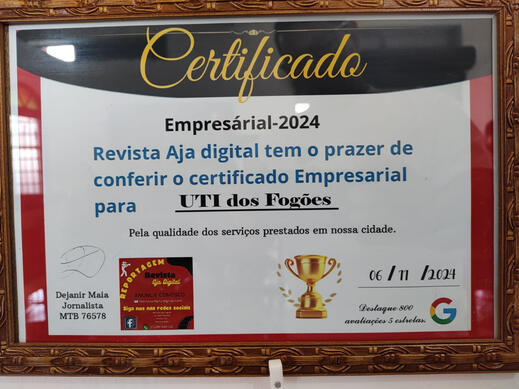 Certificado
Empresárial-2024
Revista Aja digital tem o prazer de
conferir o certificado Empresarial
para UTI dos Fogões
Pela qualidade dos serviços prestados em nossa cidade.
Dejanir Maia
Jornalista
MTB 76578
REPORTAGEM
Revista
Aja Digital
Siga nas nas redes sociais
06/11/2024
Destaque 800
avaliações 5 estrelas.
G